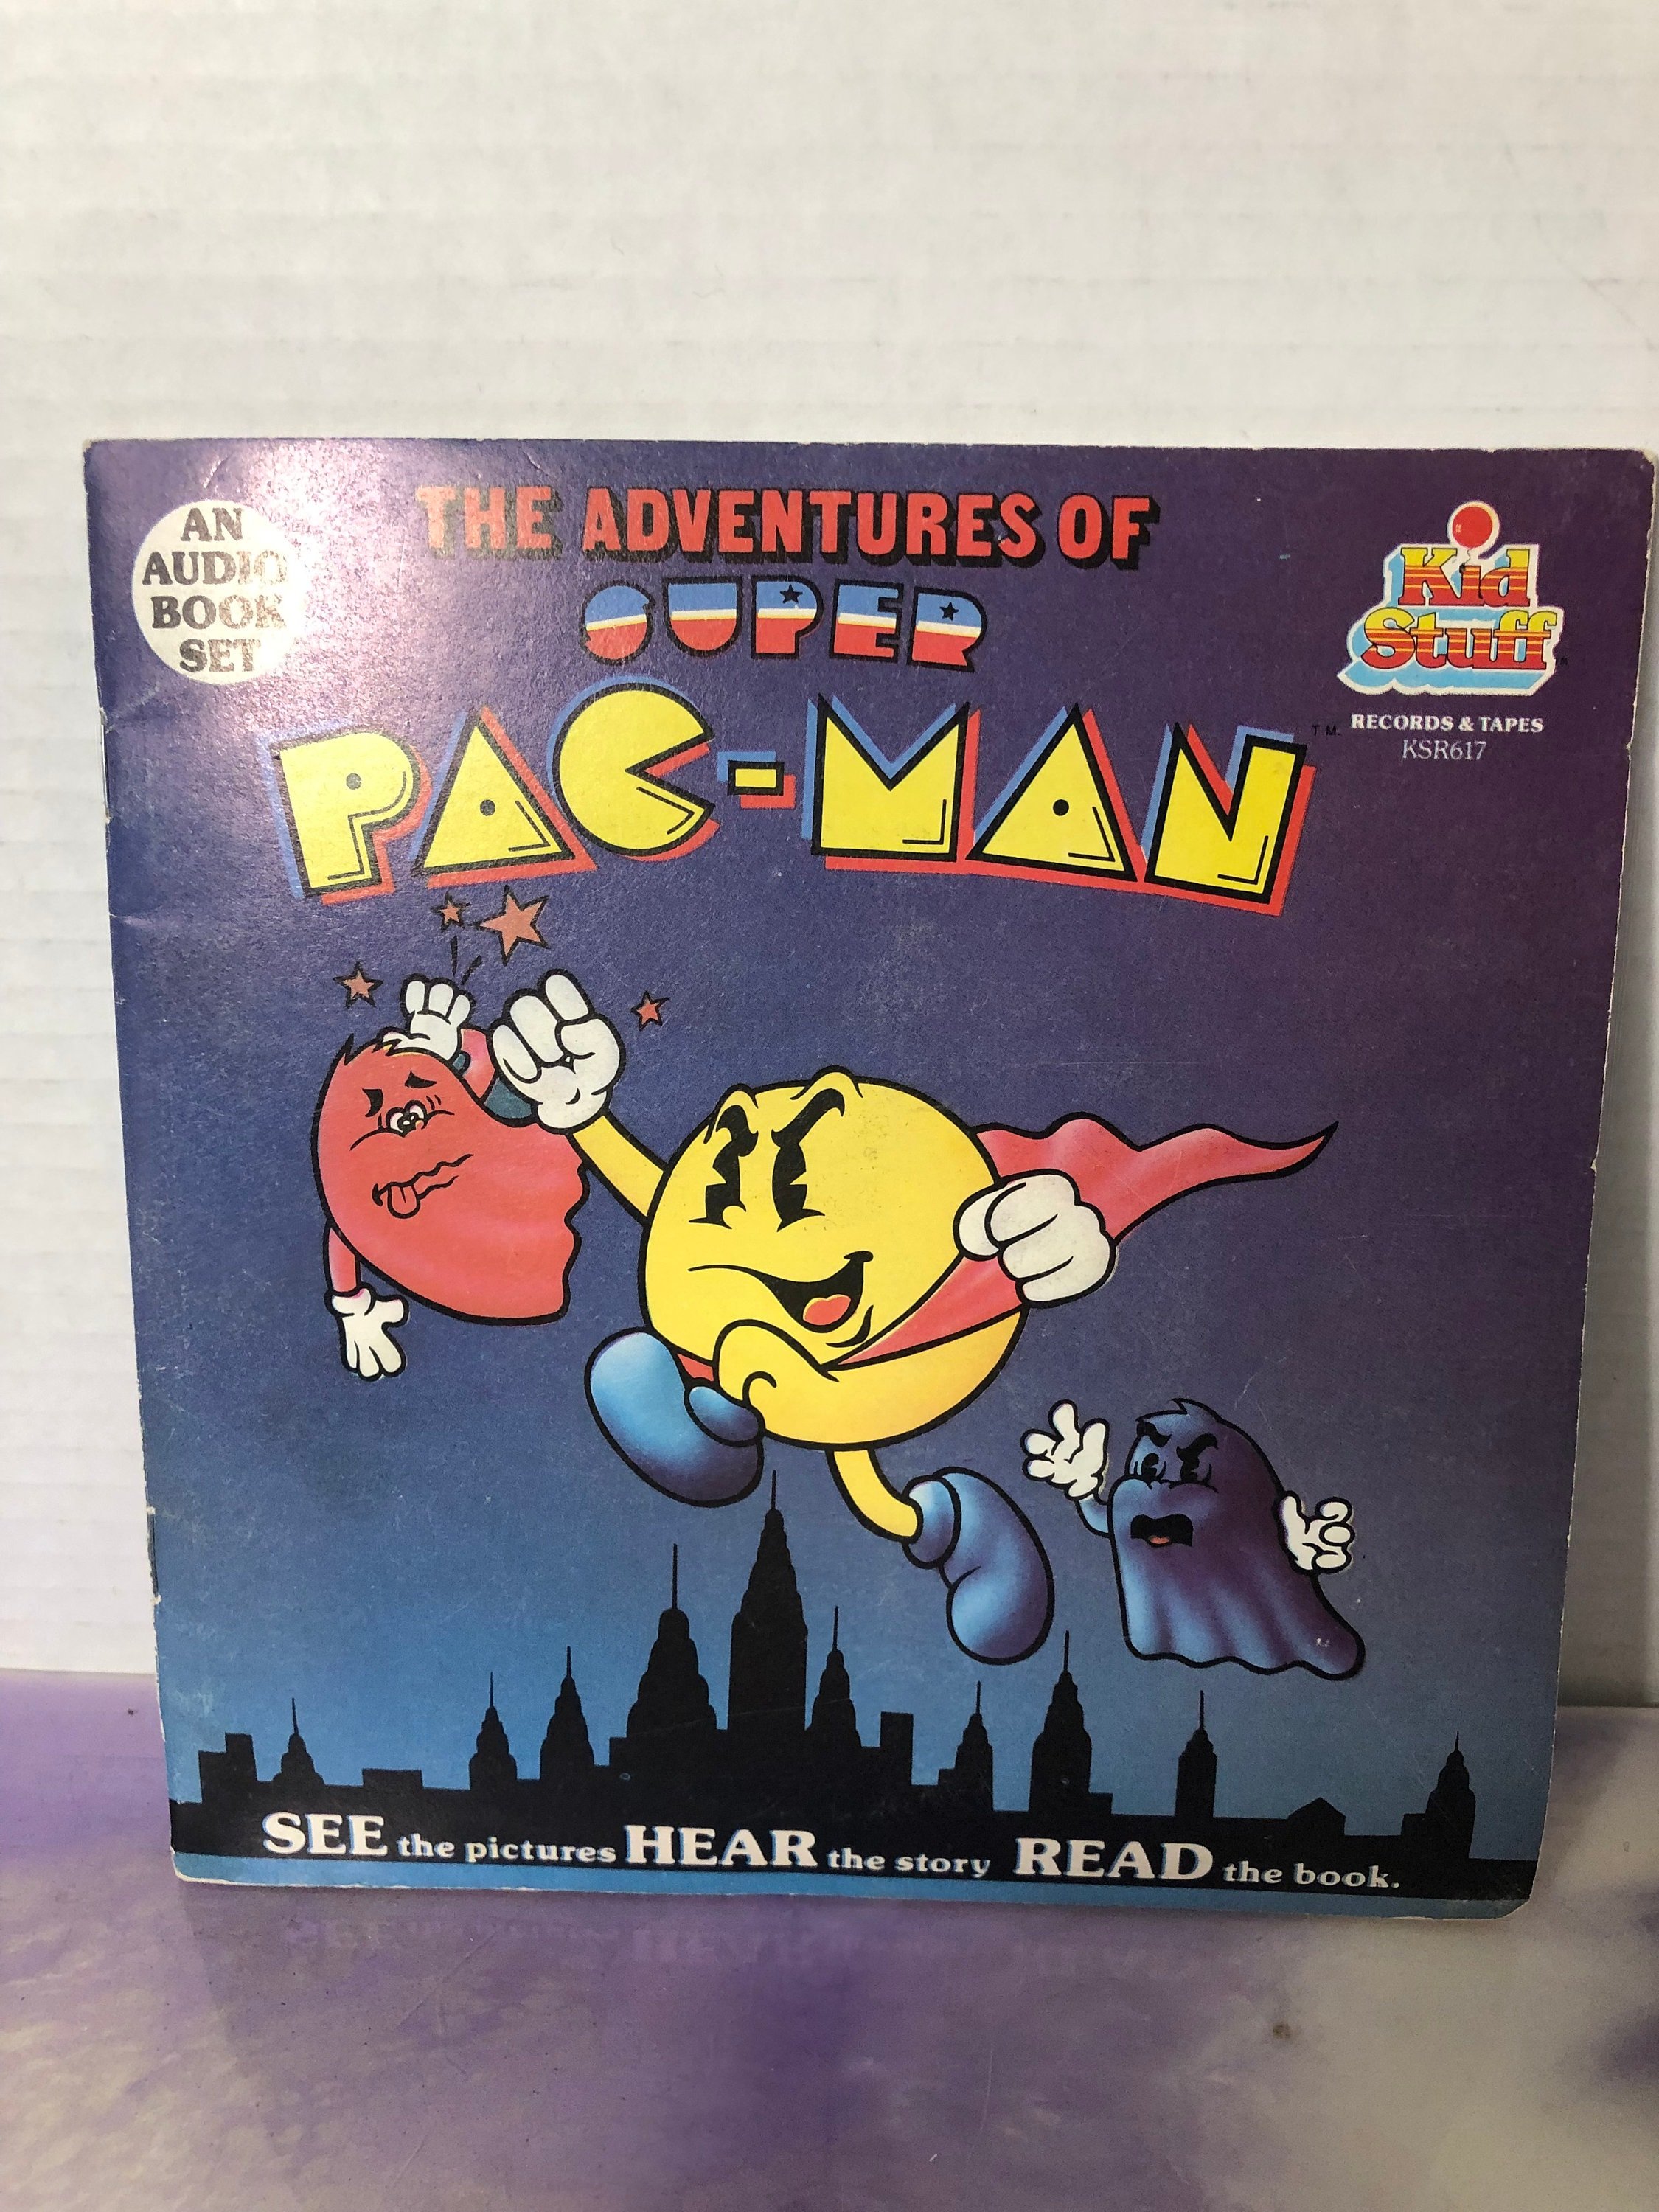 AN
AUDIO
BOOK
SET
THE ADVENTURES OF
SUPER
PAC-MAN
T.M.
Kid
Stuff
TM
RECORDS & TAPES
KSR617
SEE the pictures HEAR the story READ the book.